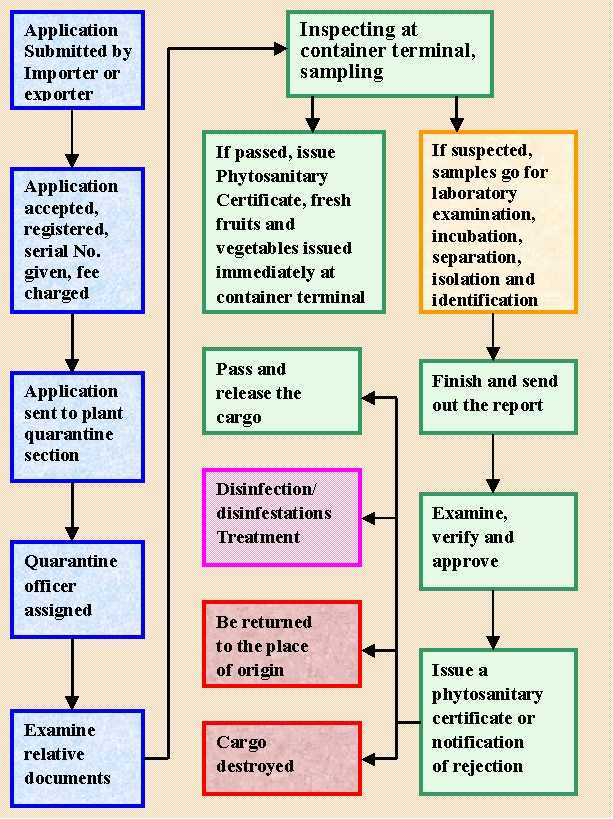 Application
Submitted by
Importer or
exporter
Application
accepted,
registered,
serial No.
given, fee
charged
Application
sent to plant
quarantine
section
Quarantine
officer
assigned
Examine
relative
documents
Inspecting at
container terminal,
sampling
If passed, issue
Phytosanitary
Certificate, fresh
fruits and
vegetables issued
immediately at
container terminal
If suspected,
samples go for
laboratory
examination,
incubation,
separation,
isolation and
identification
Finish and send
out the report
Examine,
verify and
approve
Issue a
phytosanitary
certificate or
notification
of rejection
Pass and
release the
cargo
Disinfection/
disinfestations
Treatment
Be returned
to the place
of origin
Cargo
destroyed